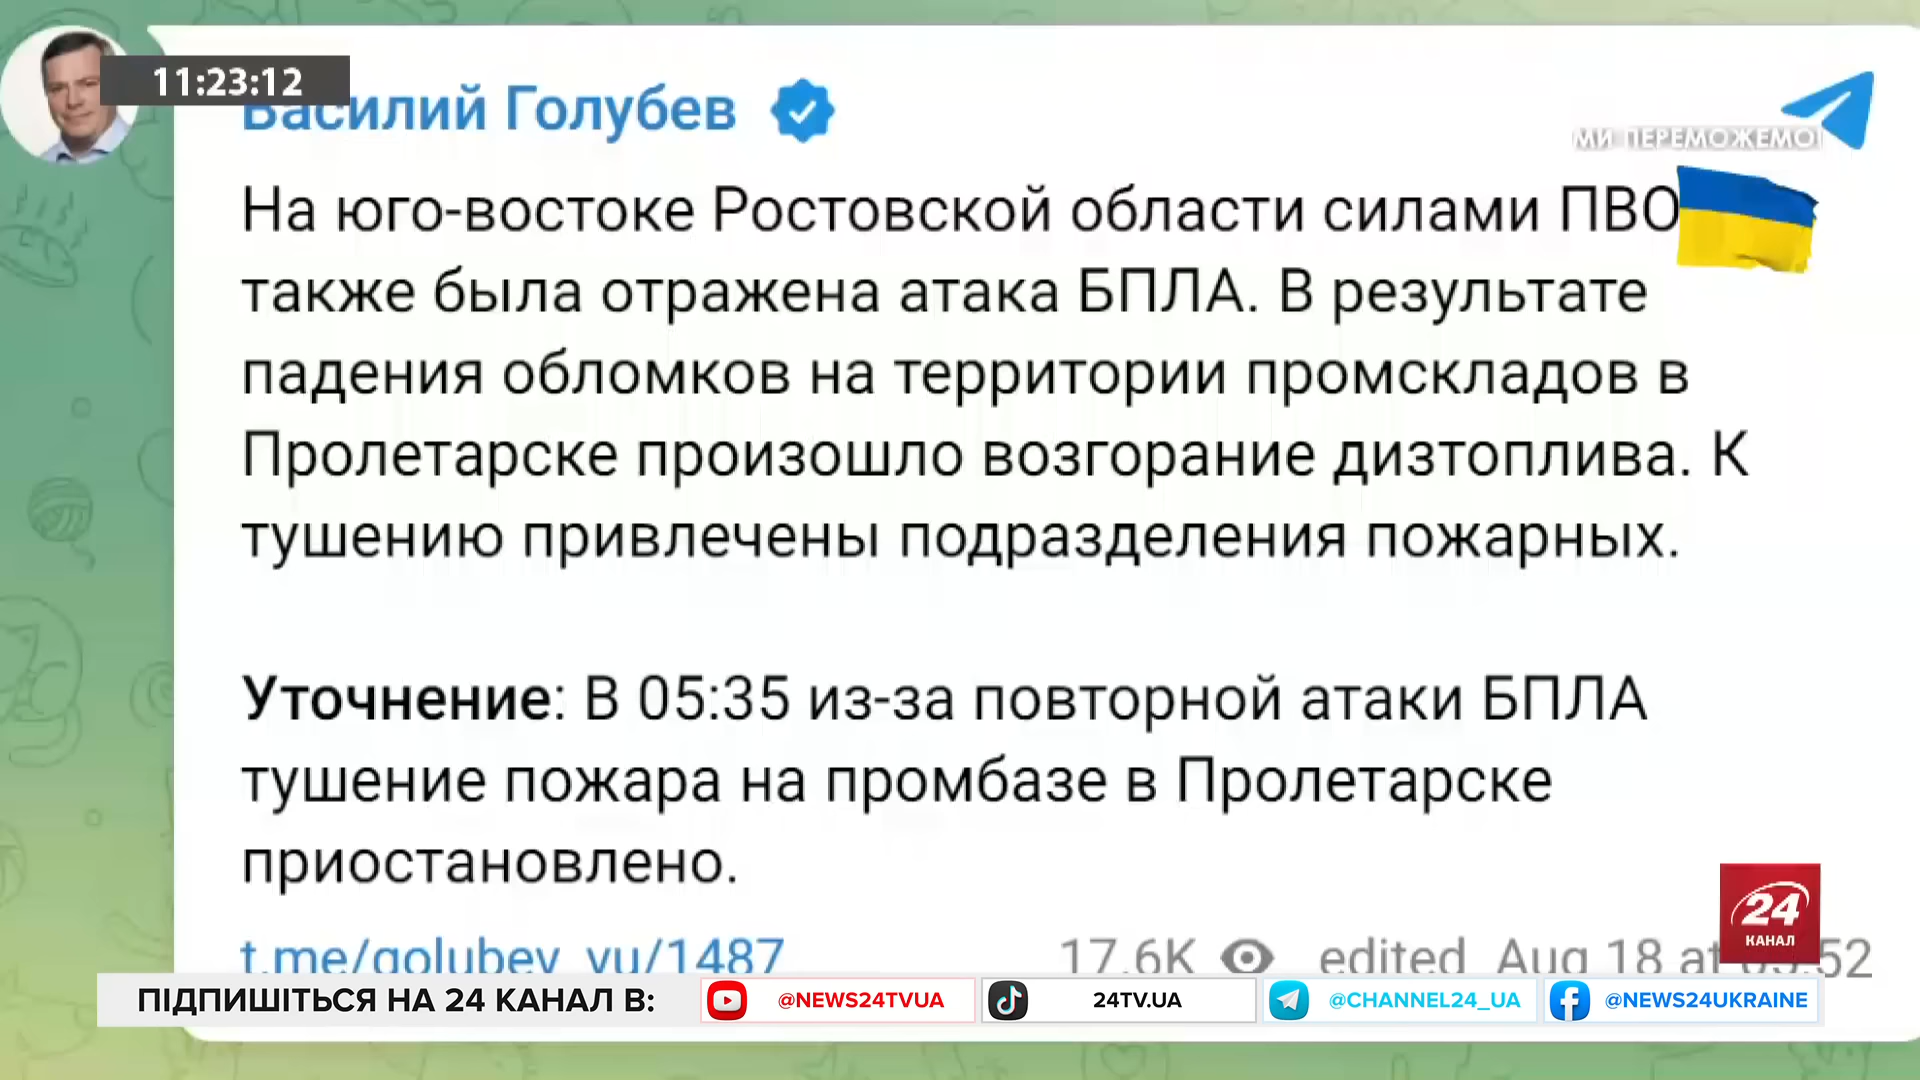 11:23:12
Василий Голубев
МИ ПЕРЕМОЖЕМО!
На юго-востоке Ростовской области силами ПВО
также была отражена атака БПЛА. В результате
падения обломков на территории промскладов в
Пролетарске произошло возгорание дизтоплива. К
тушению привлечены подразделения пожарных.
Уточнение: В 05:35 из-за повторной атаки БПЛА
тушение пожара на промбазе в Пролетарске
приостановлено.
t.me/golubev_vu/1487 17.6K edited Aug 18 at
24
КАНАЛ
ПІДПИШІТЬСЯ НА 24 КАНАЛ В: @NEWS24TVUA 24TV.UA @CHANNEL24_UA @NEWS24UKRAINE